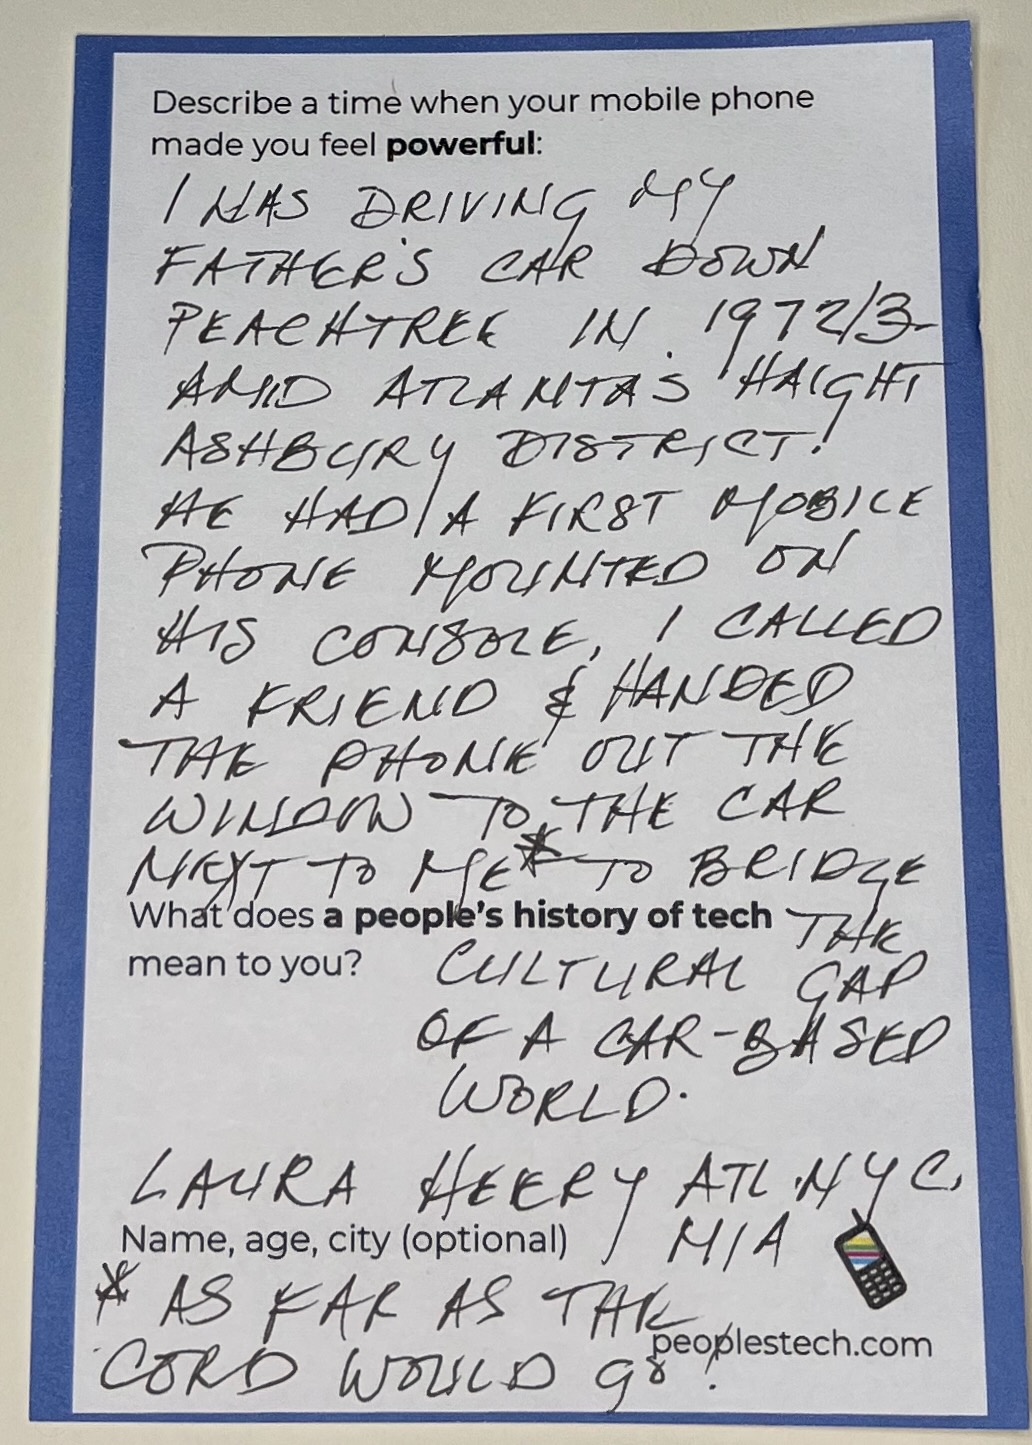 Describe a time when your mobile phone
made you feel powerful:
I WAS DRIVING MY
FATHER'S CAR DOWN
PEACHTREE IN 1972/3-
AMID ATLANTA'S HAIGHT
ASHBURY DISTRICT!
HE HAD A FIRST MOBILE
PHONE MOUNTED ON
HIS CONSOLE, I CALLED
A FRIEND & HANDED
THE PHONE OUT THE
WINDOW TO THE CAR
NEXT TO ME* TO BRIDGE
What does a people's history of tech THE
mean to you? CULTURAL GAP
OF A CAR-BASED
WORLD.
LAURA HEERY ATL.NYC.
Name, age, city (optional) MIA
* AS FAR AS THE
peoplestech.com
CORD WOULD GO!